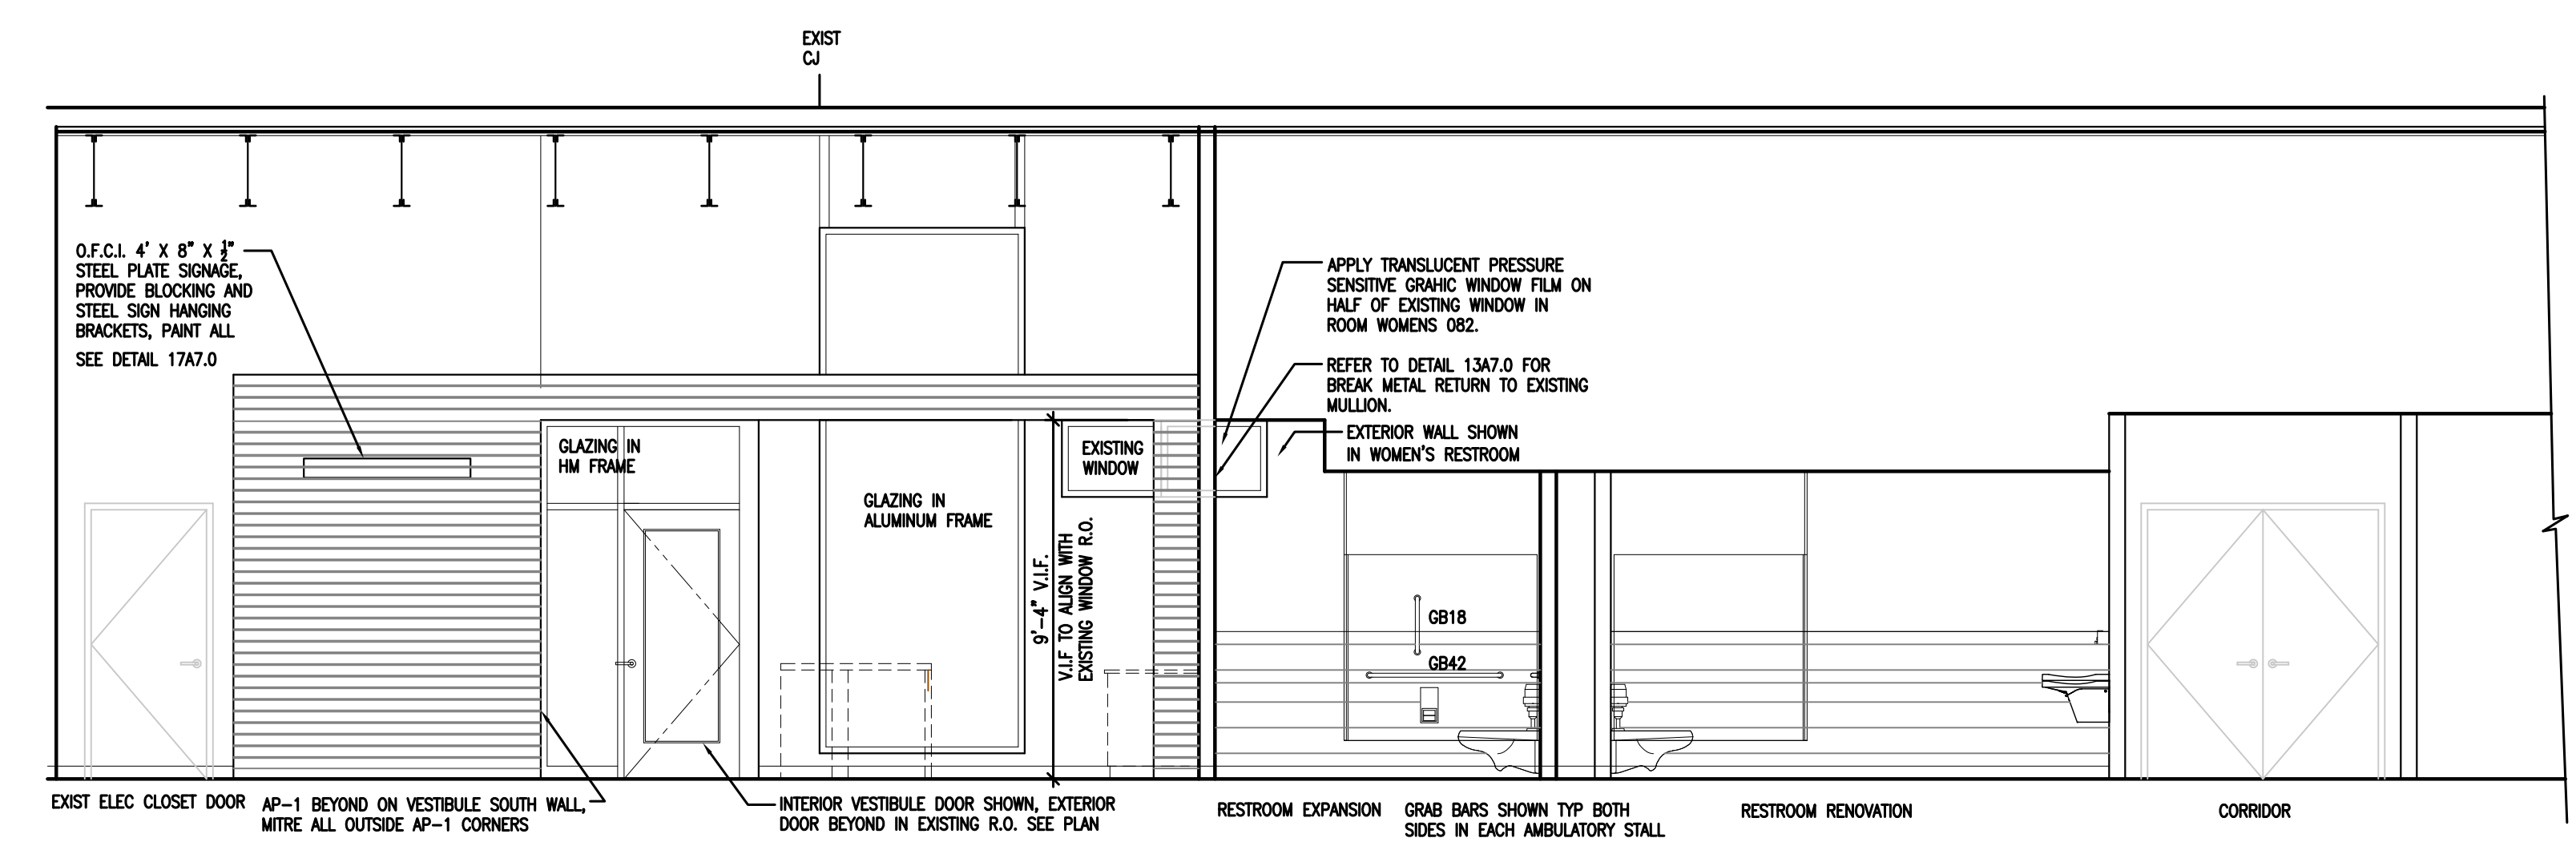 EXIST
CJ
O.F.C.I. 4' X 8" X ½"
STEEL PLATE SIGNAGE,
PROVIDE BLOCKING AND
STEEL SIGN HANGING
BRACKETS, PAINT ALL
SEE DETAIL 17A7.0
APPLY TRANSLUCENT PRESSURE
SENSITIVE GRAHIC WINDOW FILM ON
HALF OF EXISTING WINDOW IN
ROOM WOMENS 082.
REFER TO DETAIL 13A7.0 FOR
BREAK METAL RETURN TO EXISTING
MULLION.
EXTERIOR WALL SHOWN
IN WOMEN'S RESTROOM
GLAZING IN
HM FRAME
GLAZING IN
ALUMINUM FRAME
EXISTING
WINDOW
9'-4" V.I.F.
V.I.F TO ALIGN WITH
EXISTING WINDOW R.O.
GB18
GB42
EXIST ELEC CLOSET DOOR
AP-1 BEYOND ON VESTIBULE SOUTH WALL,
MITRE ALL OUTSIDE AP-1 CORNERS
INTERIOR VESTIBULE DOOR SHOWN, EXTERIOR
DOOR BEYOND IN EXISTING R.O. SEE PLAN
RESTROOM EXPANSION
GRAB BARS SHOWN TYP BOTH
SIDES IN EACH AMBULATORY STALL
RESTROOM RENOVATION
CORRIDOR